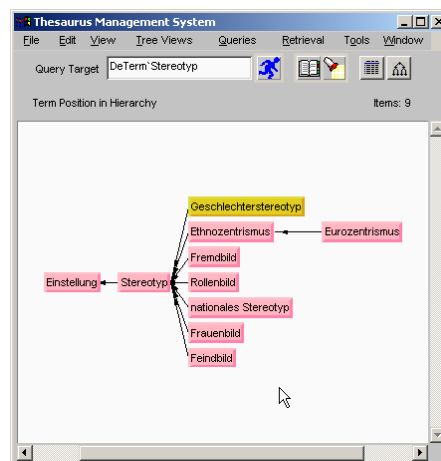 Thesaurus Management System
File Edit View Tree Views Queries Retrieval Tools Window
Query Target DeTerm`Stereotyp
Term Position in Hierarchy Items: 9
Geschlechterstereotyp
Ethnozentrismus Eurozentrismus
Fremdbild
Einstellung Stereotyp Rollenbild
nationales Stereotyp
Frauenbild
Feindbild